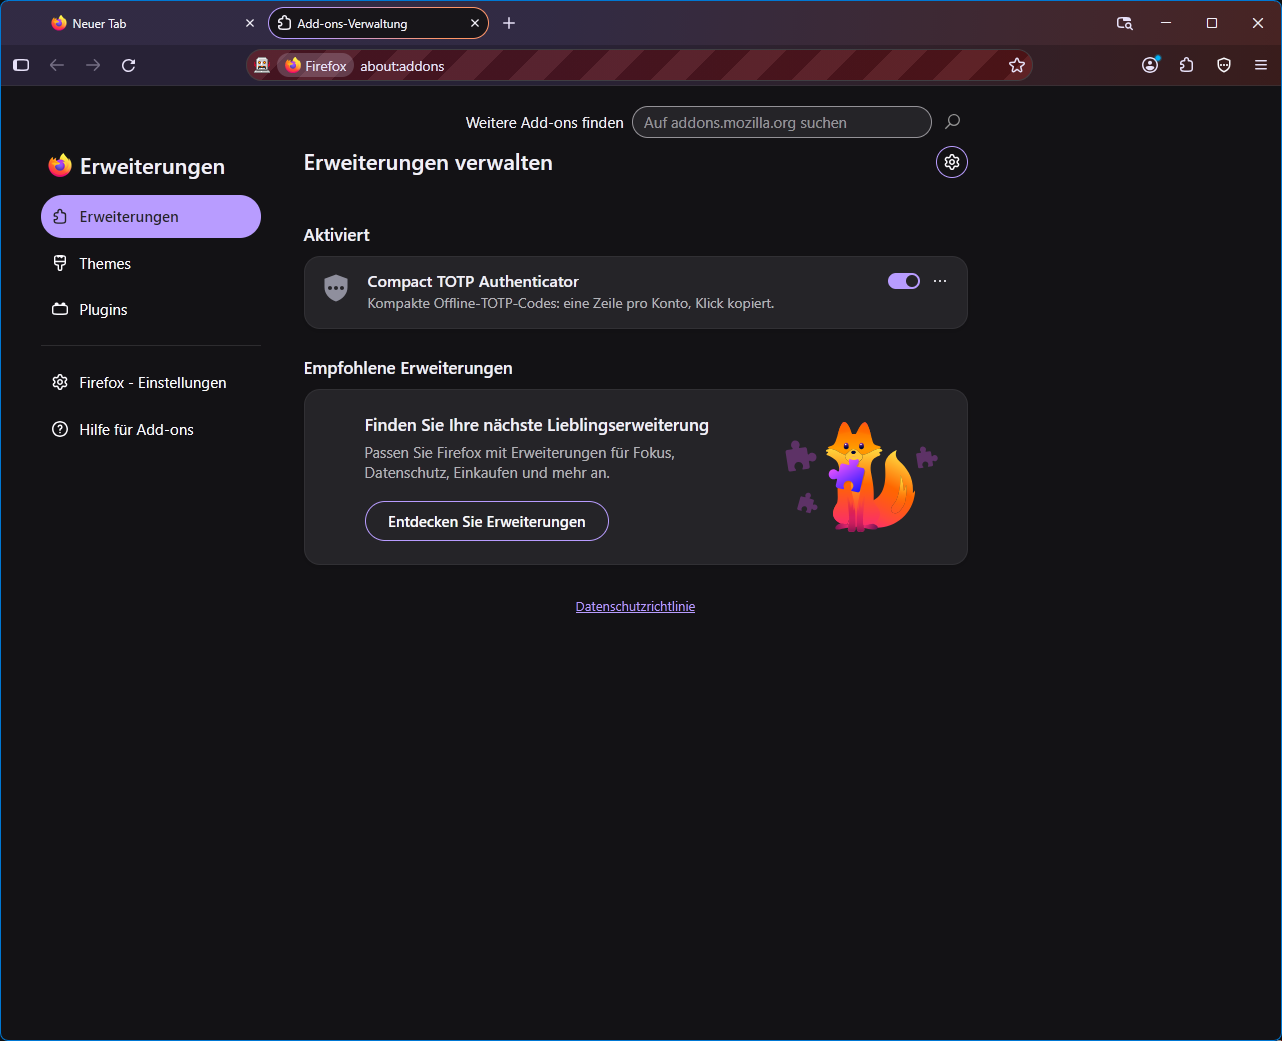 Neuer Tab
Add-ons-Verwaltung
Firefox
about:addons
Weitere Add-ons finden
Auf addons.mozilla.org suchen
Erweiterungen
Erweiterungen verwalten
Erweiterungen
Themes
Plugins
Firefox - Einstellungen
Hilfe für Add-ons
Aktiviert
Compact TOTP Authenticator
Kompakte Offline-TOTP-Codes: eine Zeile pro Konto, Klick kopiert.
Empfohlene Erweiterungen
Finden Sie Ihre nächste Lieblingserweiterung
Passen Sie Firefox mit Erweiterungen für Fokus,
Datenschutz, Einkaufen und mehr an.
Entdecken Sie Erweiterungen
Datenschutzrichtlinie